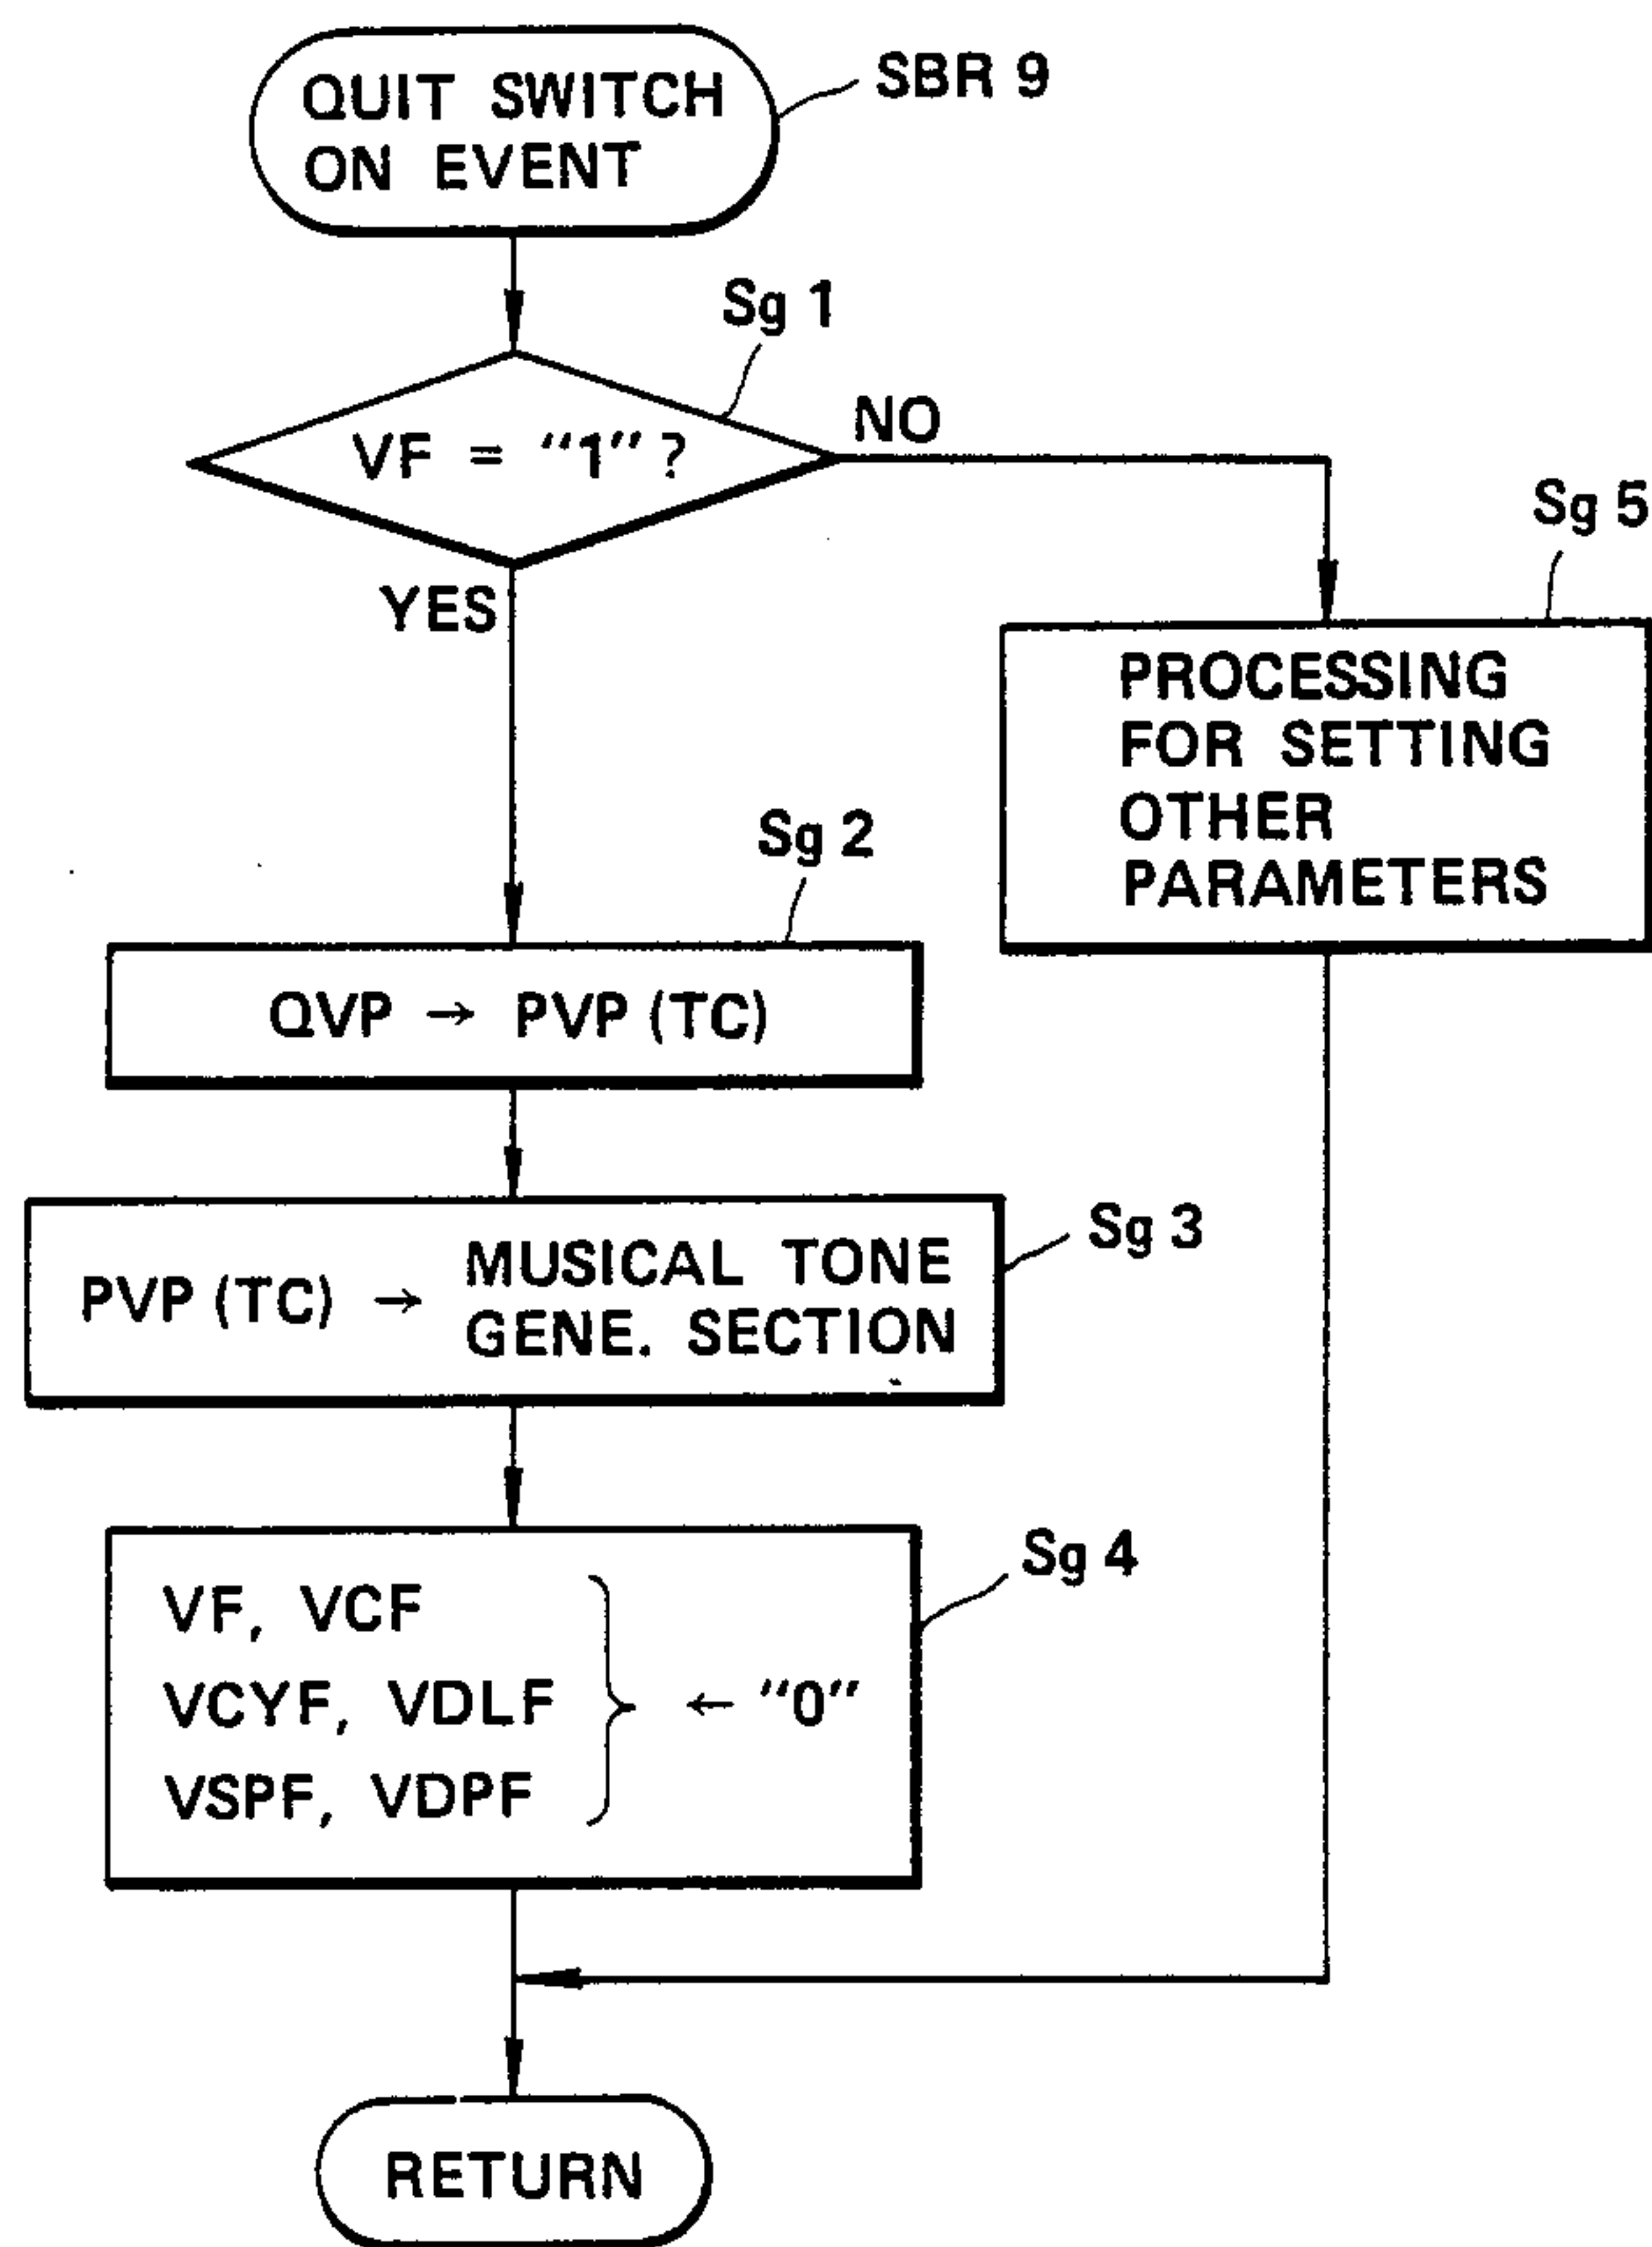 QUIT SWITCH
ON EVENT
SBR 9
Sg 1
VF = "1"?
NO
YES
Sg 5
PROCESSING
FOR SETTING
OTHER
PARAMETERS
Sg 2
QVP → PVP (TC)
Sg 3
PVP (TC) → MUSICAL TONE
GENE. SECTION
Sg 4
VF, VCF
VCYF, VDLF ← "0"
VSPF, VDPF
RETURN